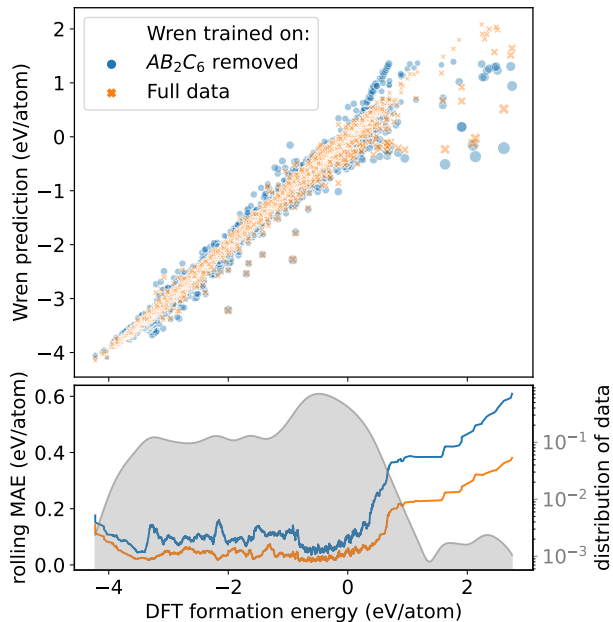 Wren trained on:
AB₂C₆ removed
Full data
Wren prediction (eV/atom)
2
1
0
−1
−2
−3
−4
rolling MAE (eV/atom)
0.6
0.4
0.2
0.0
10⁻¹
10⁻²
10⁻³
distribution of data
−4
−2
0
2
DFT formation energy (eV/atom)